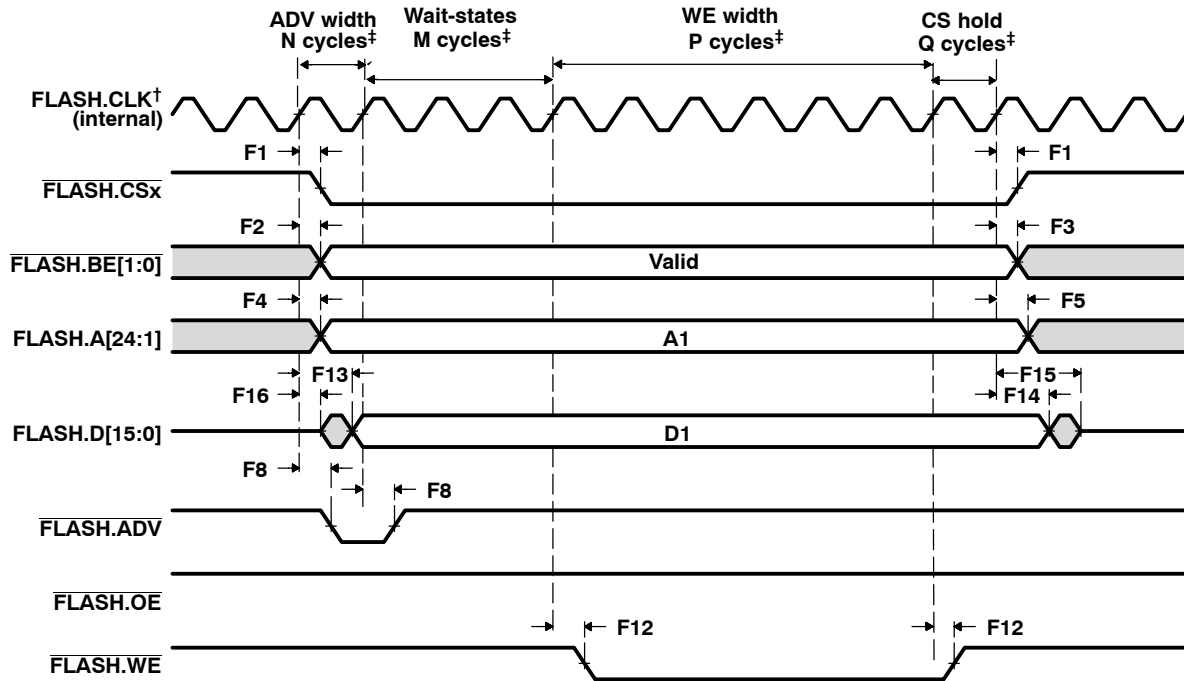 ADV width
N cycles‡
Wait-states
M cycles‡
WE width
P cycles‡
CS hold
Q cycles‡
FLASH.CLK†
(internal)
F1
F1
FLASH.CSx
F2
F3
FLASH.BE[1:0]
Valid
F4
F5
FLASH.A[24:1]
A1
F13
F15
F16
F14
FLASH.D[15:0]
D1
F8
F8
FLASH.ADV
FLASH.OE
F12
F12
FLASH.WE